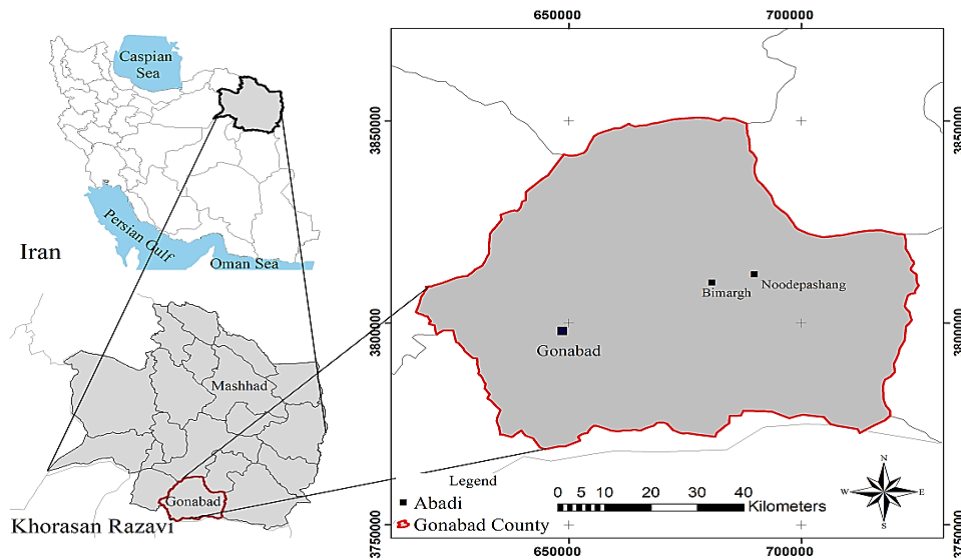 Caspian
Sea
Persian Gulf
Oman Sea
Iran
Mashhad
Gonabad
Khorasan Razavi
650000 700000
3850000
3800000
3750000
3850000
3800000
3750000
Noodepashang
Bimargh
Gonabad
Legend
Abadi
Gonabad County
0 5 10 20 30 40
Kilometers
N
W E
S
650000 700000